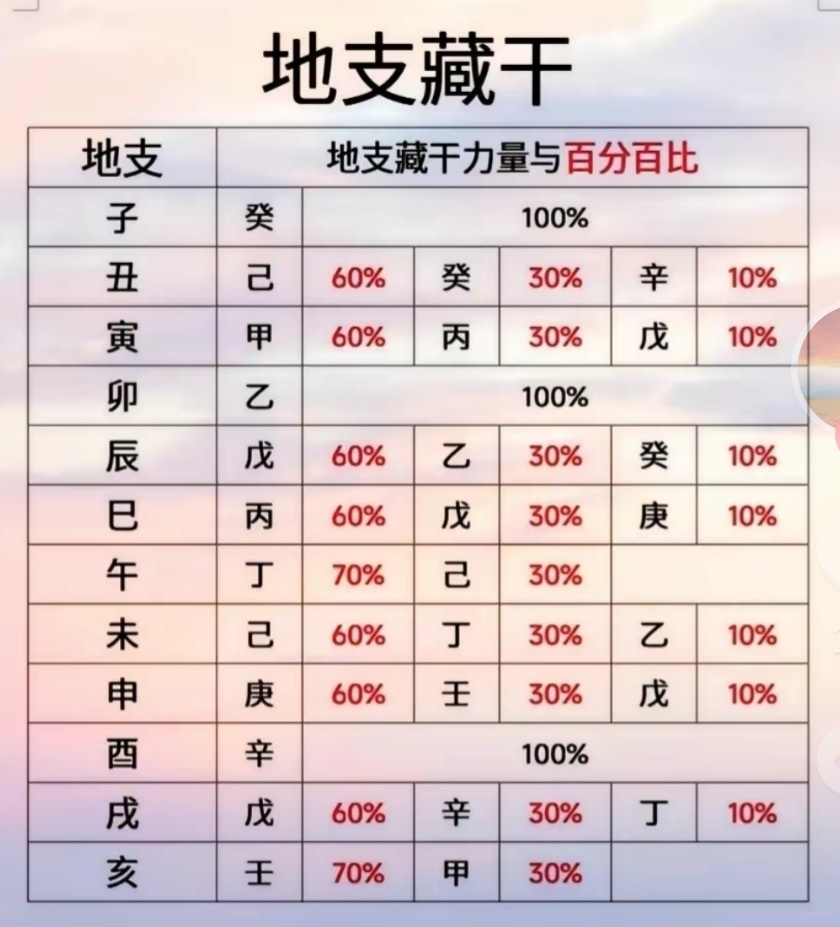 地支藏干
地支 地支藏干力量与百分百比
子 癸 100%
丑 己 60% 癸 30% 辛 10%
寅 甲 60% 丙 30% 戊 10%
卯 乙 100%
辰 戊 60% 乙 30% 癸 10%
巳 丙 60% 戊 30% 庚 10%
午 丁 70% 己 30%
未 己 60% 丁 30% 乙 10%
申 庚 60% 壬 30% 戊 10%
酉 辛 100%
戌 戊 60% 辛 30% 丁 10%
亥 壬 70% 甲 30%